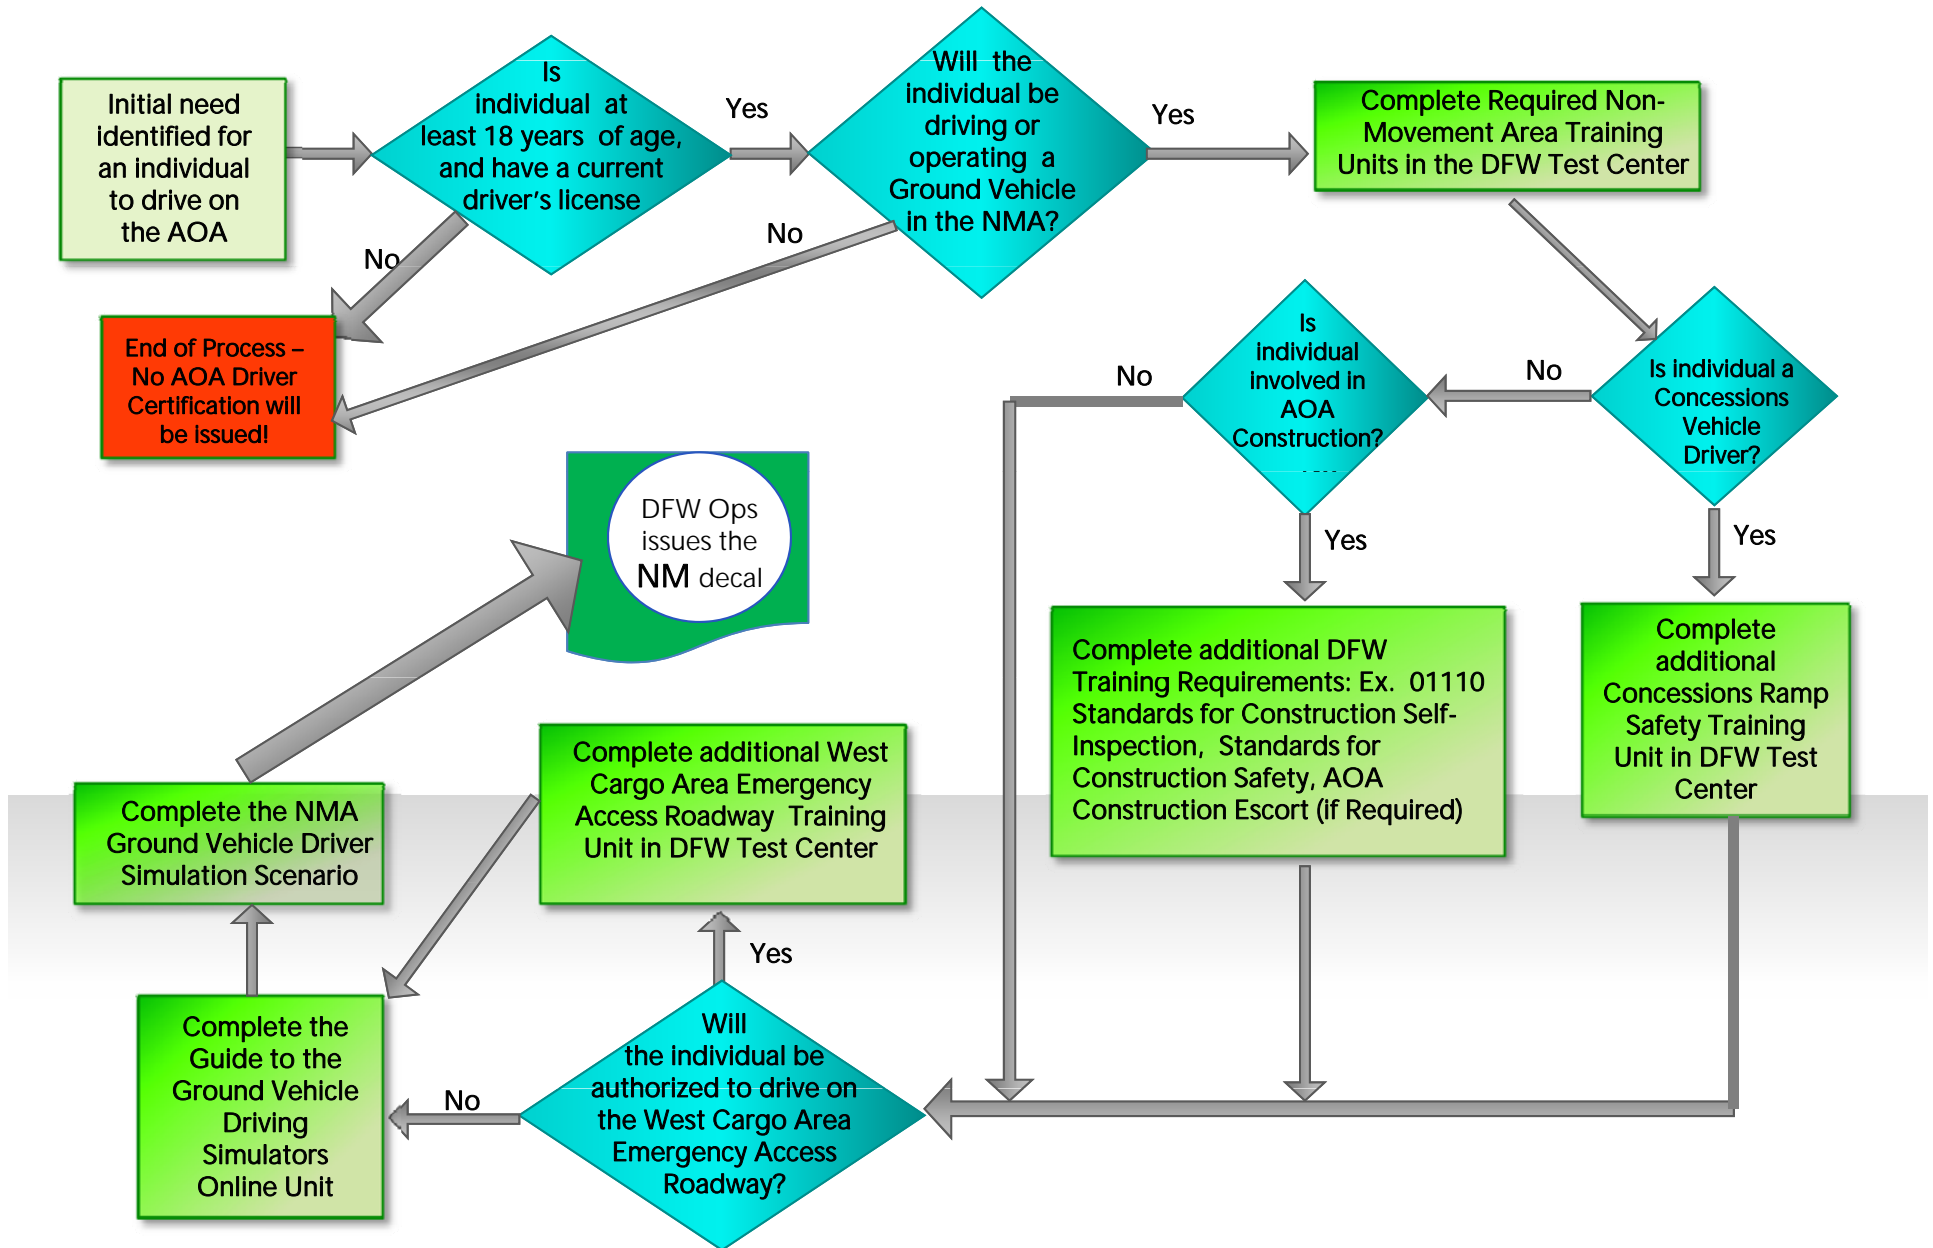 Initial need
identified for
an individual
to drive on
the AOA
Is
individual at
least 18 years of age,
and have a current
driver's license
Yes
No
Will the
individual be
driving or
operating a
Ground Vehicle
in the NMA?
Yes
No
Complete Required Non-
Movement Area Training
Units in the DFW Test Center
End of Process –
No AOA Driver
Certification will
be issued!
Is individual a
Concessions
Vehicle
Driver?
No
Yes
Is
individual
involved in
AOA
Construction?
No
Yes
Complete
additional
Concessions Ramp
Safety Training
Unit in DFW Test
Center
Complete additional DFW
Training Requirements: Ex. 01110
Standards for Construction Self-
Inspection, Standards for
Construction Safety, AOA
Construction Escort (if Required)
Will
the individual be
authorized to drive on
the West Cargo Area
Emergency Access
Roadway?
Yes
No
Complete additional West
Cargo Area Emergency
Access Roadway Training
Unit in DFW Test Center
Complete the
Guide to the
Ground Vehicle
Driving
Simulators
Online Unit
Complete the NMA
Ground Vehicle Driver
Simulation Scenario
DFW Ops
issues the
NM decal